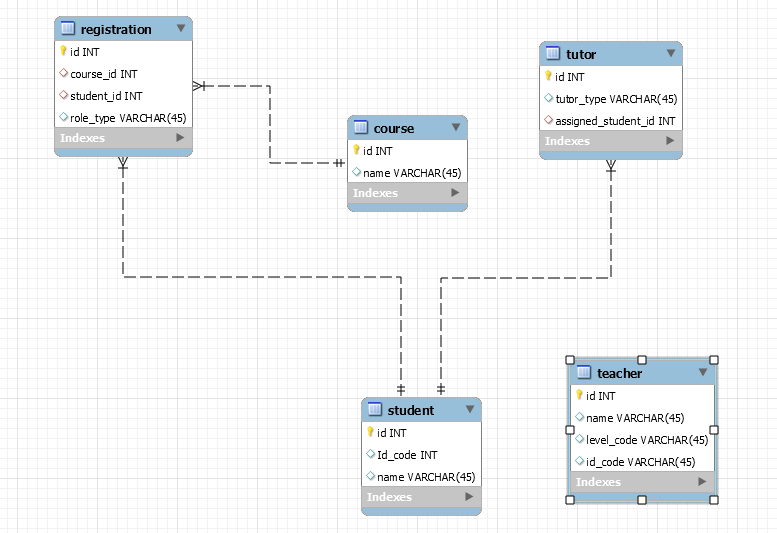 registration
id INT
course_id INT
student_id INT
role_type VARCHAR(45)
Indexes
tutor
id INT
tutor_type VARCHAR(45)
assigned_student_id INT
Indexes
course
id INT
name VARCHAR(45)
Indexes
student
id INT
Id_code INT
name VARCHAR(45)
Indexes
teacher
id INT
name VARCHAR(45)
level_code VARCHAR(45)
id_code VARCHAR(45)
Indexes